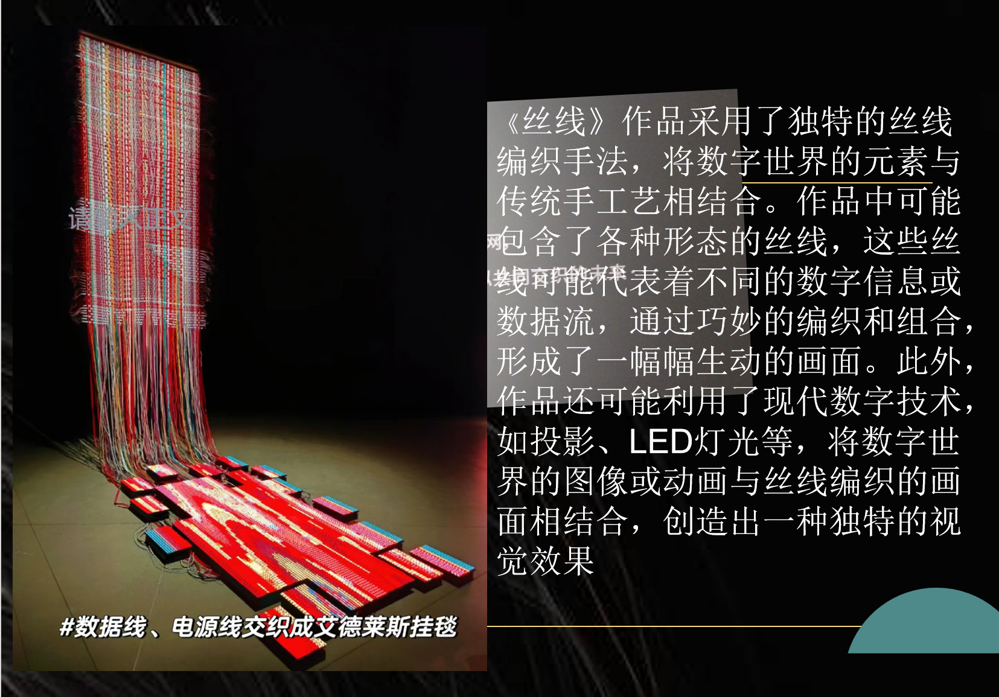 《丝线》作品采用了独特的丝线
编织手法，将数字世界的元素与
传统手工艺相结合。作品中可能
包含了各种形态的丝线，这些丝
线可能代表着不同的数字信息或
数据流，通过巧妙的编织和组合，
形成了一幅幅生动的画面。此外，
作品还可能利用了现代数字技术，
如投影、LED灯光等，将数字世
界的图像或动画与丝线编织的画
面相结合，创造出一种独特的视
觉效果
请输入正文
网，
以共同交织的未来
#数据线、电源线交织成艾德莱斯挂毯